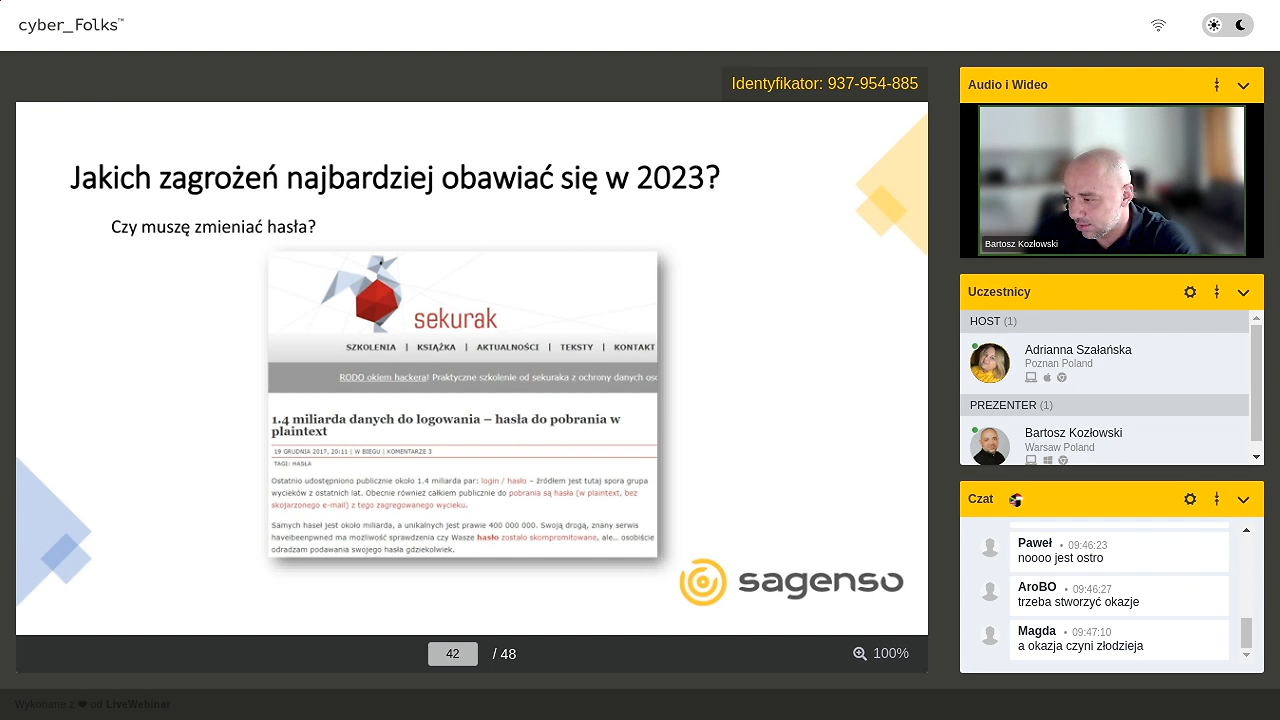 cyber_Folks™
Identyfikator: 937-954-885
Jakich zagrożeń najbardziej obawiać się w 2023?
Czy muszę zmieniać hasła?
sekurak
SZKOLENIA | KSIĄŻKA | AKTUALNOŚCI | TEKSTY | KONTAKT
RODO okiem hackera! Praktyczne szkolenie od sekuraka z ochrony danych oso
1.4 miliarda danych do logowania – hasła do pobrania w
plaintext
19 GRUDNIA 2017, 20:11 | W BIEGU | KOMENTARZE 3
TAGI: HASŁA
Ostatnio udostępniono publicznie około 1.4 miliarda par: login / hasło – źródłem jest tutaj spora grupa
wycieków z ostatnich lat. Obecnie również całkiem publicznie do pobrania są hasła (w plaintext, bez
skojarzonego e-mail) z tego zagregowanego wycieku.
Samych haseł jest około miliarda, a unikalnych jest prawie 400 000 000. Swoją drogą, znany serwis
haveibeenpwned ma możliwość sprawdzenia czy Wasze hasło zostało skompromitowane, ale... osobiście
odradzam podawania swojego hasła gdziekolwiek.
sagenso
42 / 48
100%
Audio i Wideo
Bartosz Kozłowski
Uczestnicy
HOST (1)
Adrianna Szałańska
Poznan Poland
PREZENTER (1)
Bartosz Kozłowski
Warsaw Poland
Czat
Paweł • 09:46:23
noooo jest ostro
AroBO • 09:46:27
trzeba stworzyć okazje
Magda • 09:47:10
a okazja czyni złodzieja
Wykonane z ❤ od LiveWebinar